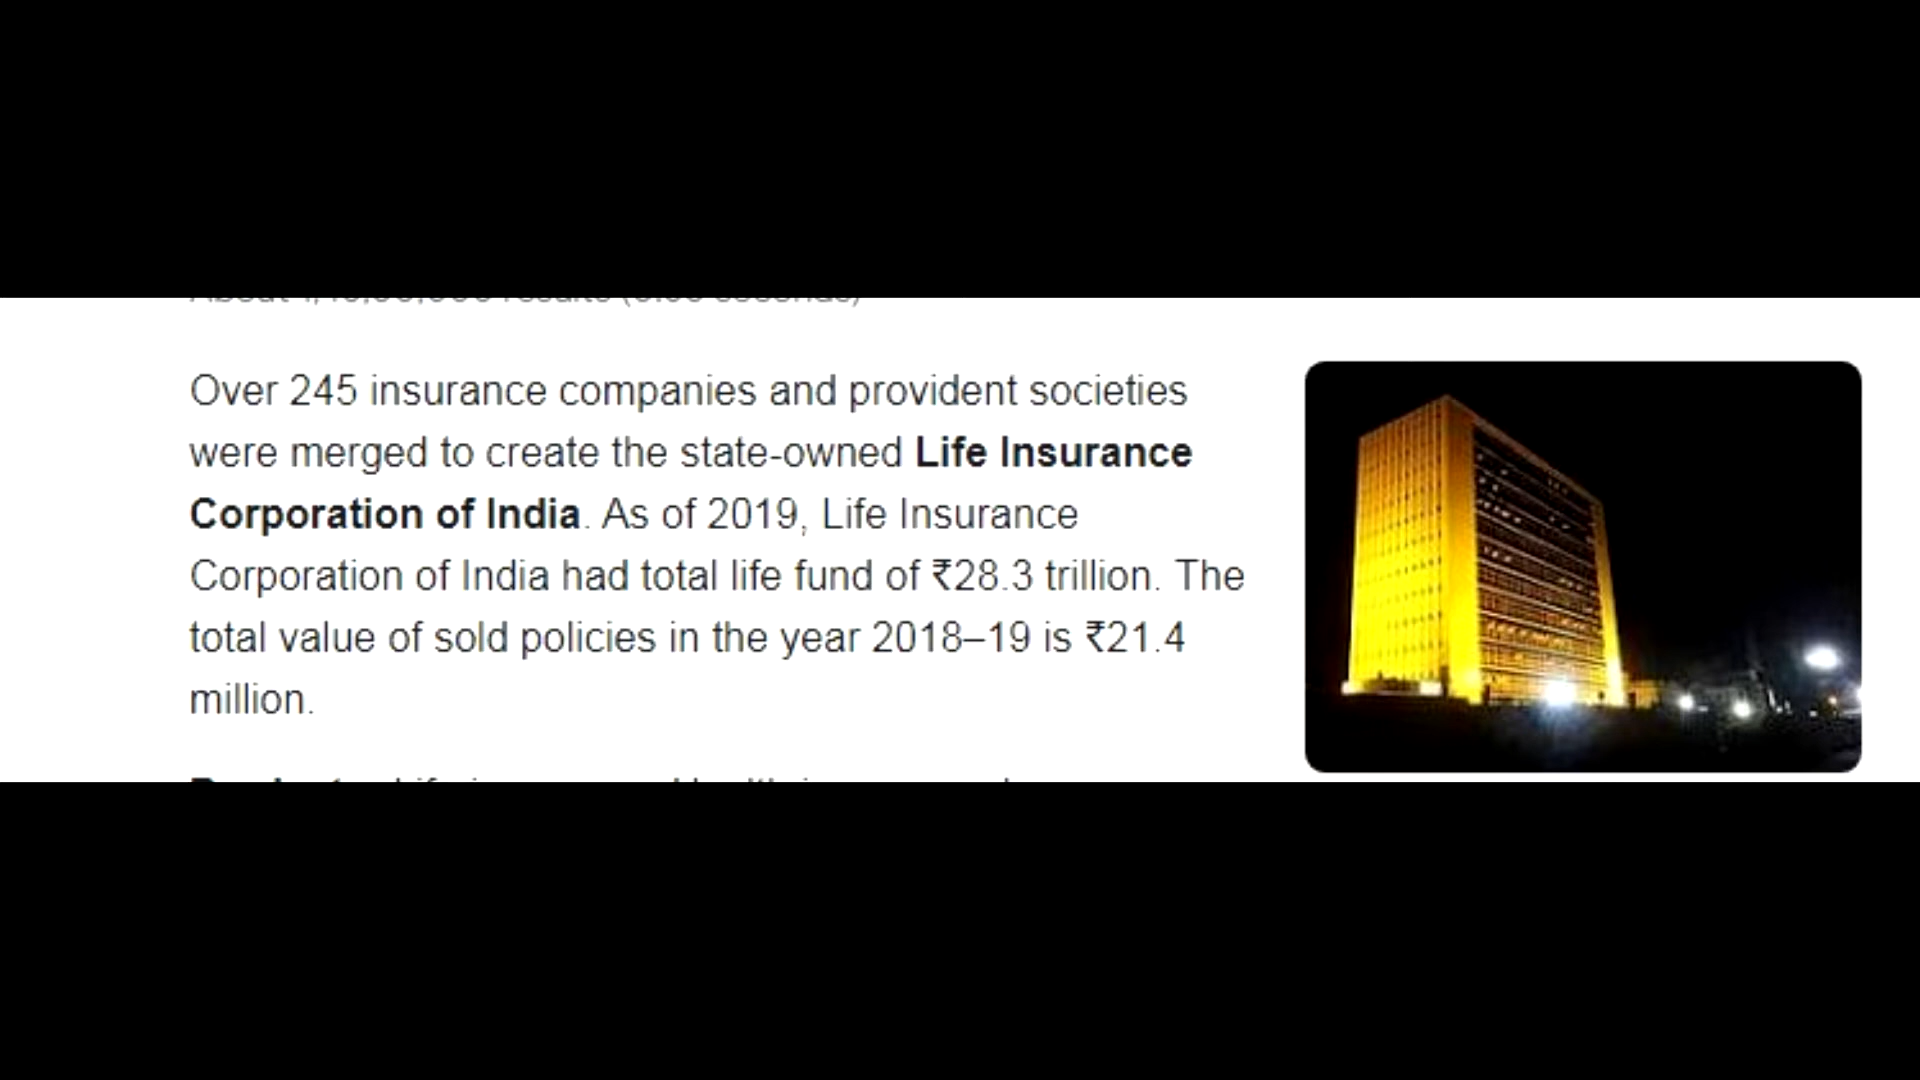 Over 245 insurance companies and provident societies
were merged to create the state-owned Life Insurance
Corporation of India. As of 2019, Life Insurance
Corporation of India had total life fund of ₹28.3 trillion. The
total value of sold policies in the year 2018–19 is ₹21.4
million.